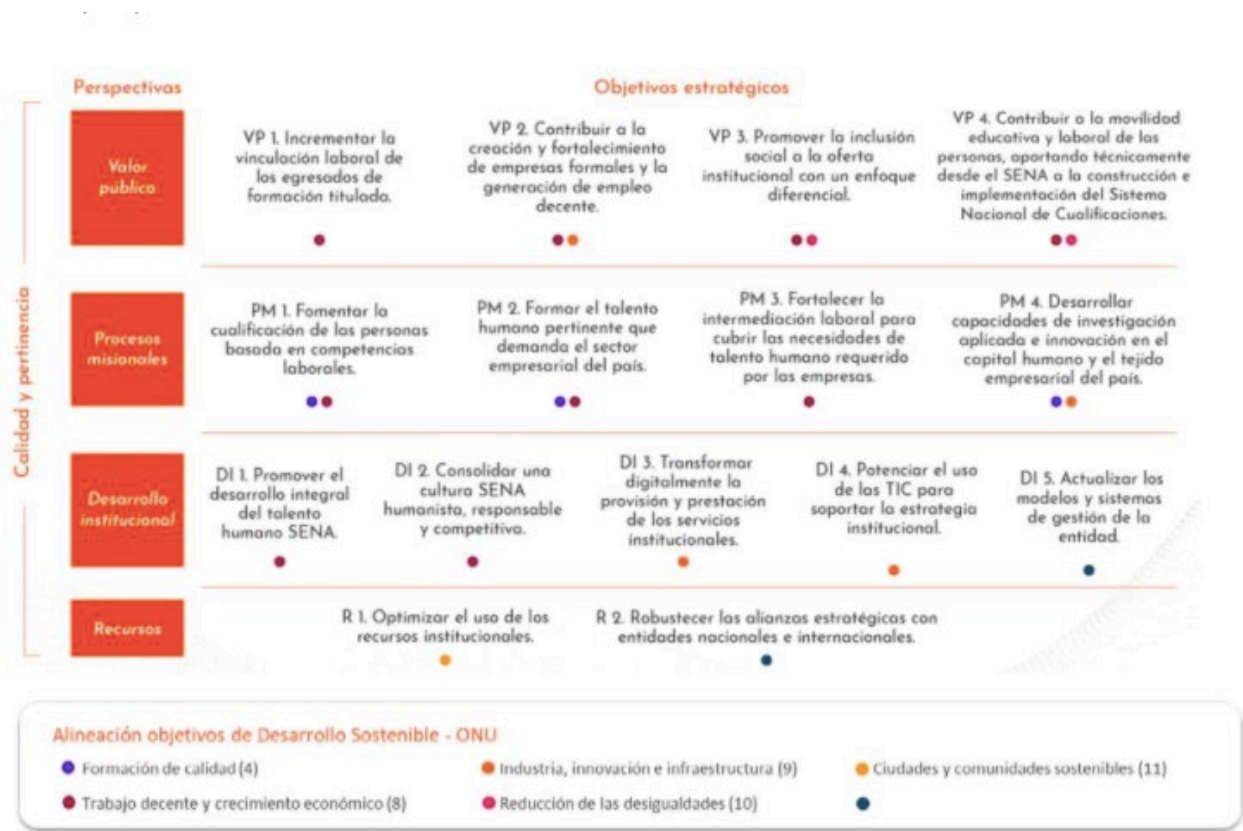 Perspectivas
Objetivos estratégicos
Calidad y pertinencia
Valor
público
VP 1. Incrementar la
vinculación laboral de
los egresados de
formación titulada.
VP 2. Contribuir a la
creación y fortalecimiento
de empresas formales y la
generación de empleo
decente.
VP 3. Promover la inclusión
social a la oferta
institucional con un enfoque
diferencial.
VP 4. Contribuir a la movilidad
educativa y laboral de las
personas, aportando técnicamente
desde el SENA a la construcción e
implementación del Sistema
Nacional de Cualificaciones.
Procesos
misionales
PM 1. Fomentar la
cualificación de las personas
basada en competencias
laborales.
PM 2. Formar el talento
humano pertinente que
demanda el sector
empresarial del país.
PM 3. Fortalecer la
intermediación laboral para
cubrir las necesidades de
talento humano requerido
por las empresas.
PM 4. Desarrollar
capacidades de investigación
aplicada e innovación en el
capital humano y el tejido
empresarial del país.
Desarrollo
institucional
DI 1. Promover el
desarrollo integral
del talento
humano SENA.
DI 2. Consolidar una
cultura SENA
humanista, responsable
y competitiva.
DI 3. Transformar
digitalmente la
provisión y prestación
de los servicios
institucionales.
DI 4. Potenciar el uso
de las TIC para
soportar la estrategia
institucional.
DI 5. Actualizar los
modelos y sistemas
de gestión de la
entidad.
Recursos
R 1. Optimizar el uso de los
recursos institucionales.
R 2. Robustecer las alianzas estratégicas con
entidades nacionales e internacionales.
Alineación objetivos de Desarrollo Sostenible - ONU
Formación de calidad (4)
Industria, innovación e infraestructura (9)
Ciudades y comunidades sostenibles (11)
Trabajo decente y crecimiento económico (8)
Reducción de las desigualdades (10)